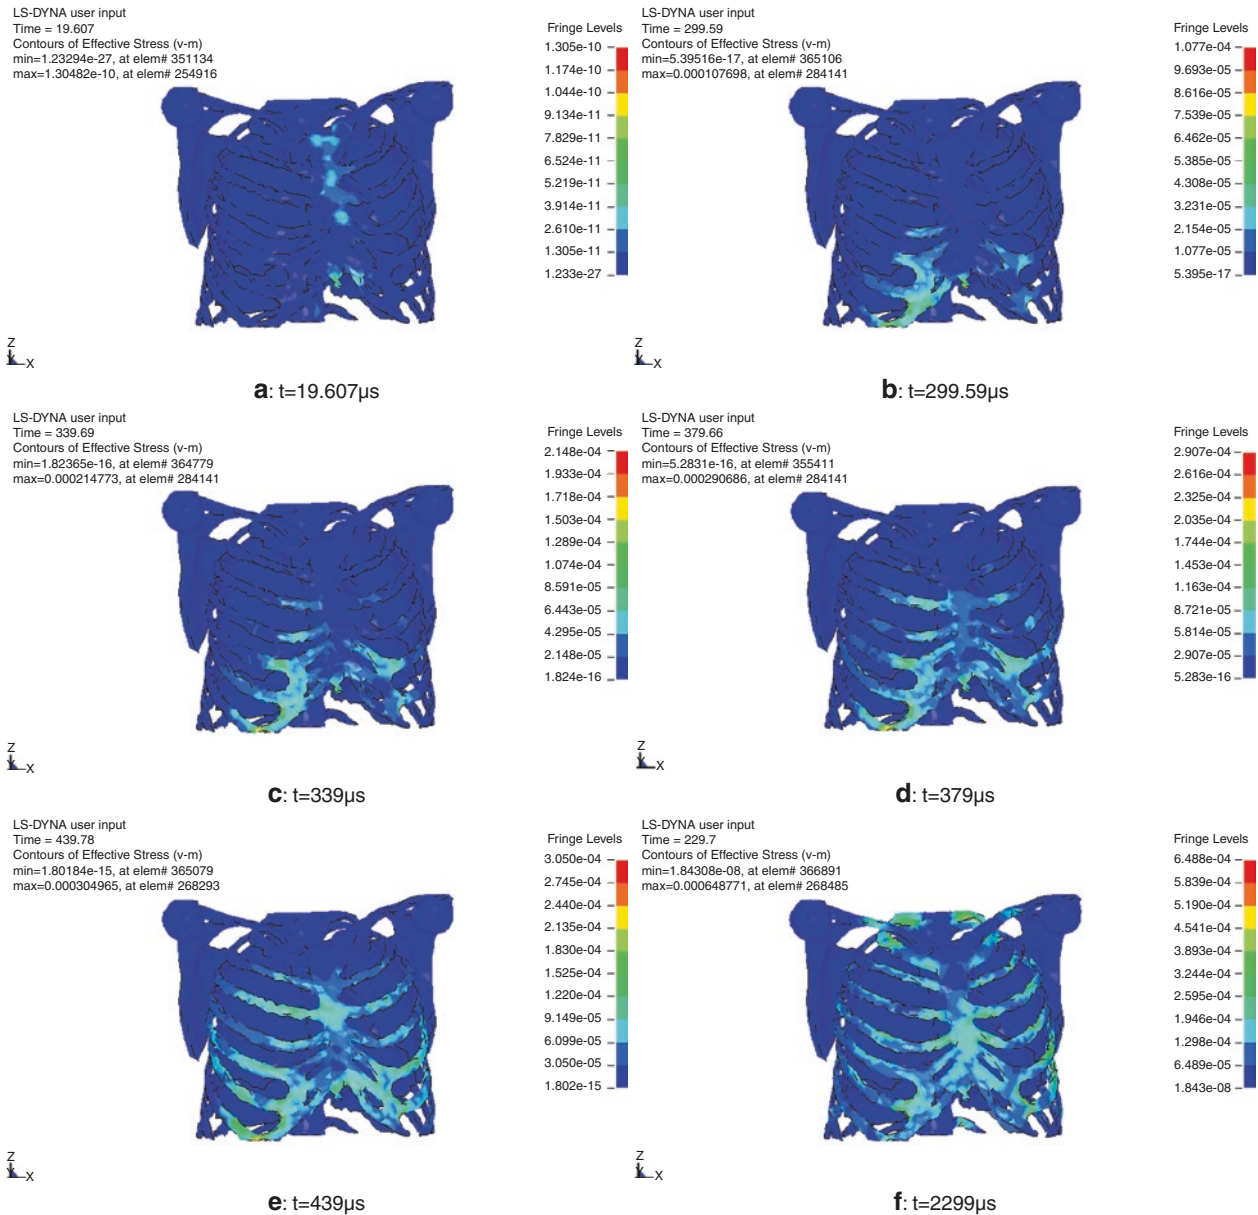 LS-DYNA user input
Time = 19.607
Contours of Effective Stress (v-m)
min=1.23294e-27, at elem# 351134
max=1.30482e-10, at elem# 254916
Fringe Levels
1.305e-10
1.174e-10
1.044e-10
9.134e-11
7.829e-11
6.524e-11
5.219e-11
3.914e-11
2.610e-11
1.305e-11
1.233e-27
Z
Y
X
a: t=19.607µs
LS-DYNA user input
Time = 299.59
Contours of Effective Stress (v-m)
min=5.39516e-17, at elem# 365106
max=0.000107698, at elem# 284141
Fringe Levels
1.077e-04
9.693e-05
8.616e-05
7.539e-05
6.462e-05
5.385e-05
4.308e-05
3.231e-05
2.154e-05
1.077e-05
5.395e-17
Z
Y
X
b: t=299.59µs
LS-DYNA user input
Time = 339.69
Contours of Effective Stress (v-m)
min=1.82365e-16, at elem# 364779
max=0.000214773, at elem# 284141
Fringe Levels
2.148e-04
1.933e-04
1.718e-04
1.503e-04
1.289e-04
1.074e-04
8.591e-05
6.443e-05
4.295e-05
2.148e-05
1.824e-16
Z
Y
X
c: t=339µs
LS-DYNA user input
Time = 379.66
Contours of Effective Stress (v-m)
min=5.2831e-16, at elem# 355411
max=0.000290686, at elem# 284141
Fringe Levels
2.907e-04
2.616e-04
2.325e-04
2.035e-04
1.744e-04
1.453e-04
1.163e-04
8.721e-05
5.814e-05
2.907e-05
5.283e-16
Z
Y
X
d: t=379µs
LS-DYNA user input
Time = 439.78
Contours of Effective Stress (v-m)
min=1.80184e-15, at elem# 365079
max=0.000304965, at elem# 268293
Fringe Levels
3.050e-04
2.745e-04
2.440e-04
2.135e-04
1.830e-04
1.525e-04
1.220e-04
9.149e-05
6.099e-05
3.050e-05
1.802e-15
Z
Y
X
e: t=439µs
LS-DYNA user input
Time = 229.7
Contours of Effective Stress (v-m)
min=1.84308e-08, at elem# 366891
max=0.000648771, at elem# 268485
Fringe Levels
6.488e-04
5.839e-04
5.190e-04
4.541e-04
3.893e-04
3.244e-04
2.595e-04
1.946e-04
1.298e-04
6.489e-05
1.843e-08
Z
Y
X
f: t=2299µs